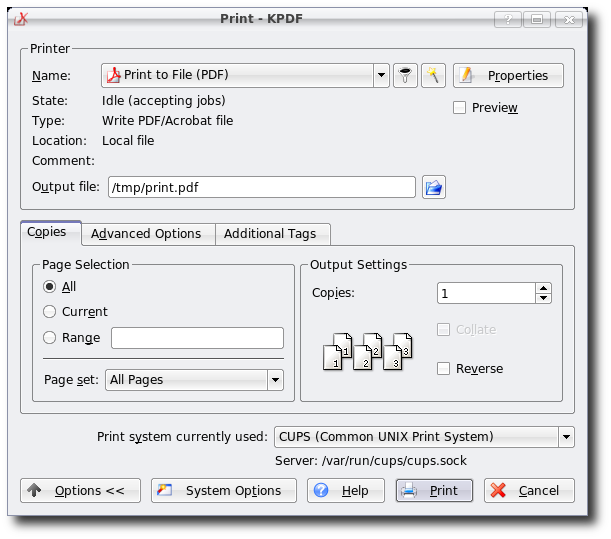 Print - KPDF
Printer
Name: Print to File (PDF) Properties
State: Idle (accepting jobs) Preview
Type: Write PDF/Acrobat file
Location: Local file
Comment:
Output file: /tmp/print.pdf
Copies Advanced Options Additional Tags
Page Selection Output Settings
All Copies: 1
Current Collate
Range
1 1 2 2 3 3
Reverse
Page set: All Pages
Print system currently used: CUPS (Common UNIX Print System)
Server: /var/run/cups/cups.sock
Options << System Options Help Print Cancel